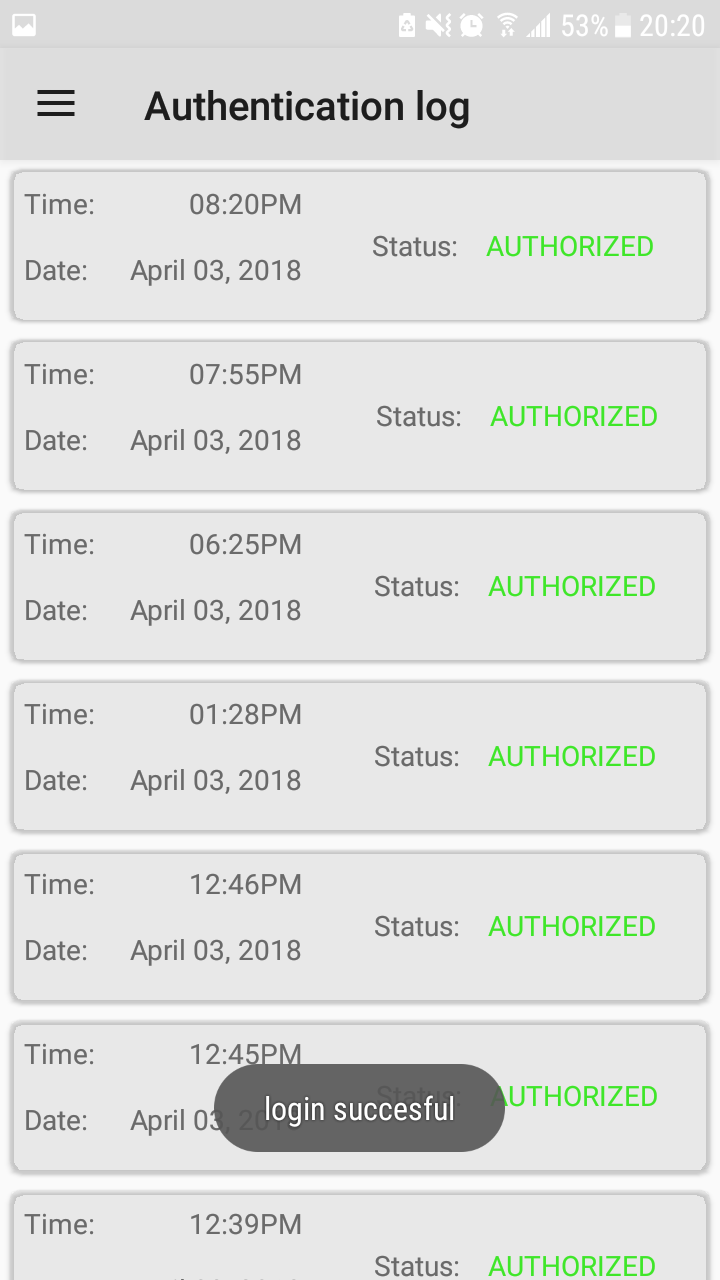 53% 20:20
Authentication log
Time: 08:20PM
Status: AUTHORIZED
Date: April 03, 2018
Time: 07:55PM
Status: AUTHORIZED
Date: April 03, 2018
Time: 06:25PM
Status: AUTHORIZED
Date: April 03, 2018
Time: 01:28PM
Status: AUTHORIZED
Date: April 03, 2018
Time: 12:46PM
Status: AUTHORIZED
Date: April 03, 2018
Time: 12:45PM
Status: AUTHORIZED
login succesful
Date: April 03, 2018
Time: 12:39PM
Status: AUTHORIZED